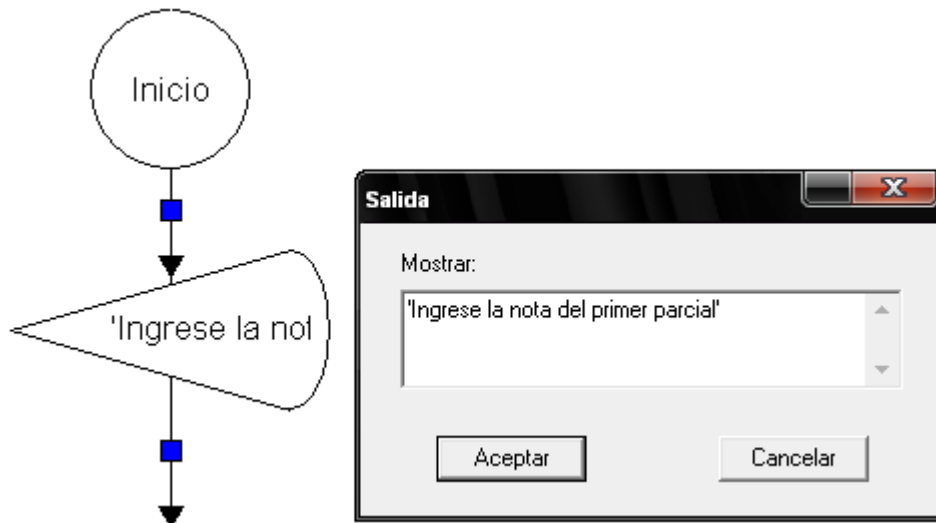 Inicio
'Ingrese la not
Salida
Mostrar:
'Ingrese la nota del primer parcial'
Aceptar
Cancelar